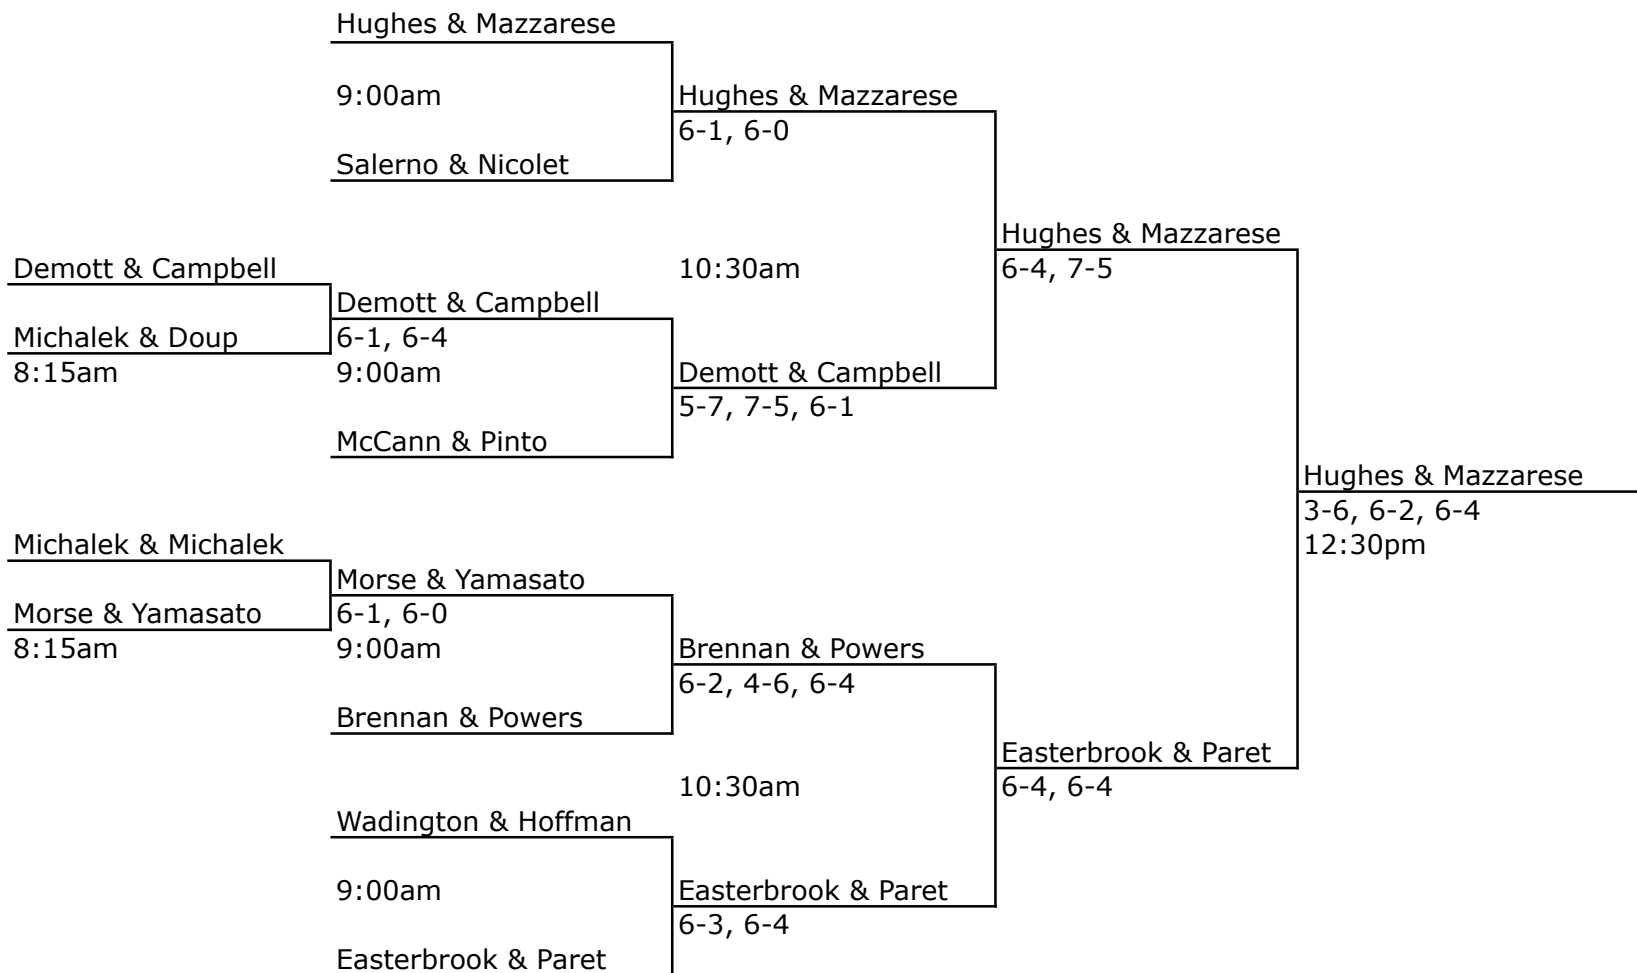 Hughes & Mazzarese
9:00am
Hughes & Mazzarese
6-1, 6-0
Salerno & Nicolet
Hughes & Mazzarese
Demott & Campbell
10:30am
6-4, 7-5
Demott & Campbell
Michalek & Doup
6-1, 6-4
8:15am
9:00am
Demott & Campbell
5-7, 7-5, 6-1
McCann & Pinto
Hughes & Mazzarese
3-6, 6-2, 6-4
Michalek & Michalek
12:30pm
Morse & Yamasato
Morse & Yamasato
6-1, 6-0
8:15am
9:00am
Brennan & Powers
6-2, 4-6, 6-4
Brennan & Powers
Easterbrook & Paret
10:30am
6-4, 6-4
Wadington & Hoffman
9:00am
Easterbrook & Paret
6-3, 6-4
Easterbrook & Paret